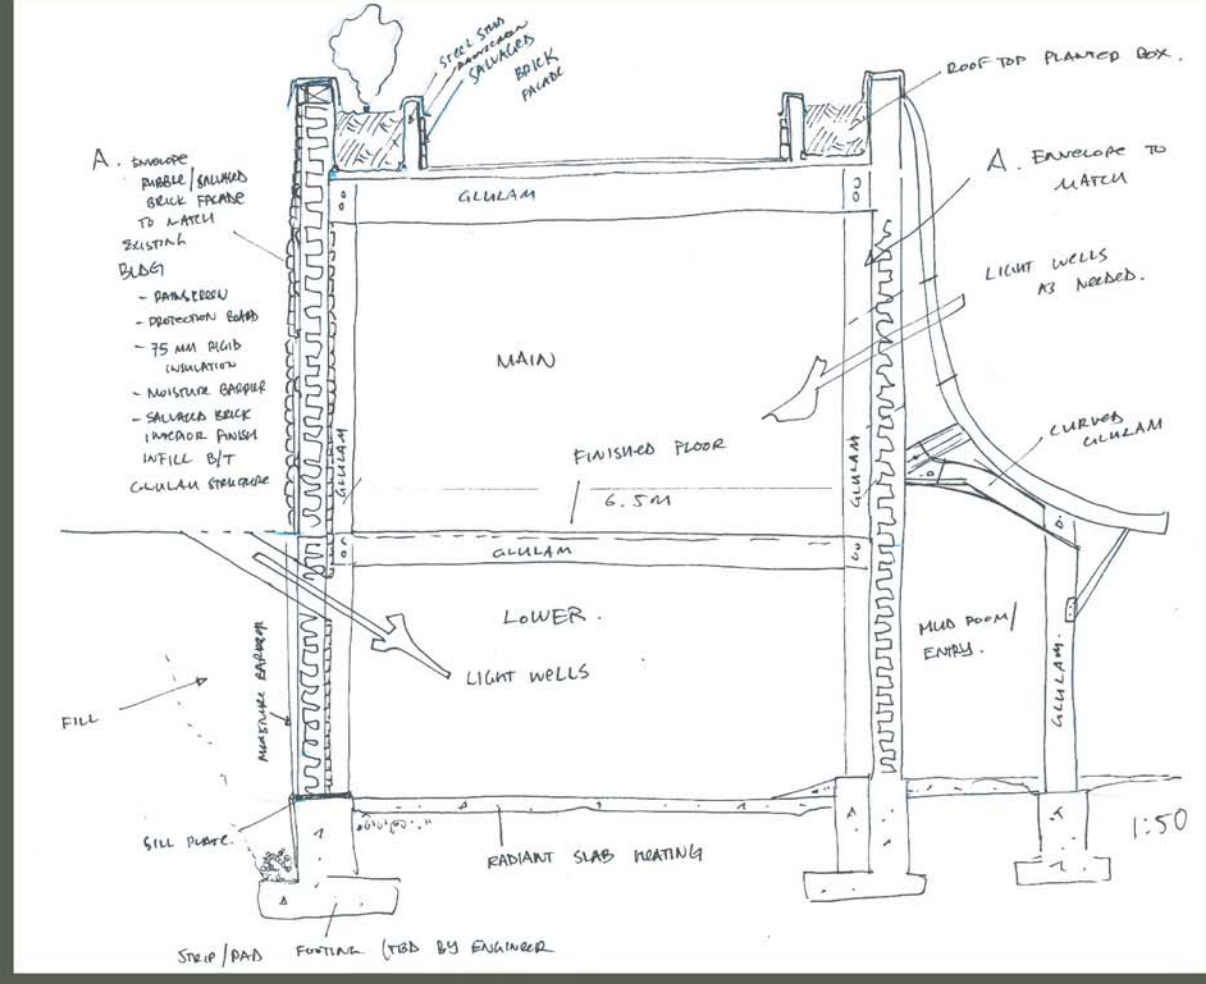 STEEL STUD
RAINSCREEN
SALVAGED
BRICK
FACADE
ROOF TOP PLANTER BOX.
A. ENVELOPE
RUBBLE/SALVAGED
BRICK FACADE
TO MATCH
EXISTING
BLDG
- RAINSCREEN
- PROTECTION BOARD
- 75 MM RIGID
INSULATION
- MOISTURE BARRIER
- SALVAGED BRICK
INTERIOR FINISH
INFILL B/T
GLULAM STRUCTURE
GLULAM
A. ENVELOPE TO
MATCH
LIGHT WELLS
AS NEEDED.
MAIN
GLULAM
FINISHED FLOOR
6.5M
GLULAM
CURVED
GLULAM
GLULAM
LOWER.
LIGHT WELLS
MUD ROOM/
ENTRY.
GLULAM.
FILL
MOISTURE BARRIER
SILL PLATE.
RADIANT SLAB HEATING
1:50
STRIP/PAD FOOTING (TBD BY ENGINEER